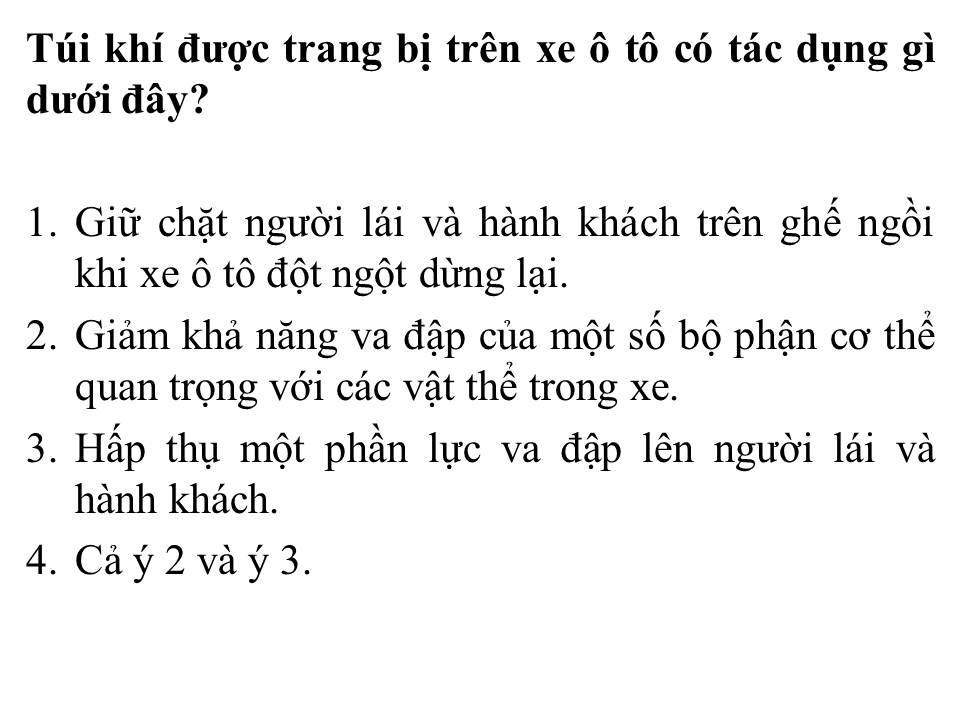 Túi khí được trang bị trên xe ô tô có tác dụng gì
dưới đây?
1. Giữ chặt người lái và hành khách trên ghế ngồi
khi xe ô tô đột ngột dừng lại.
2. Giảm khả năng va đập của một số bộ phận cơ thể
quan trọng với các vật thể trong xe.
3. Hấp thụ một phần lực va đập lên người lái và
hành khách.
4. Cả ý 2 và ý 3.